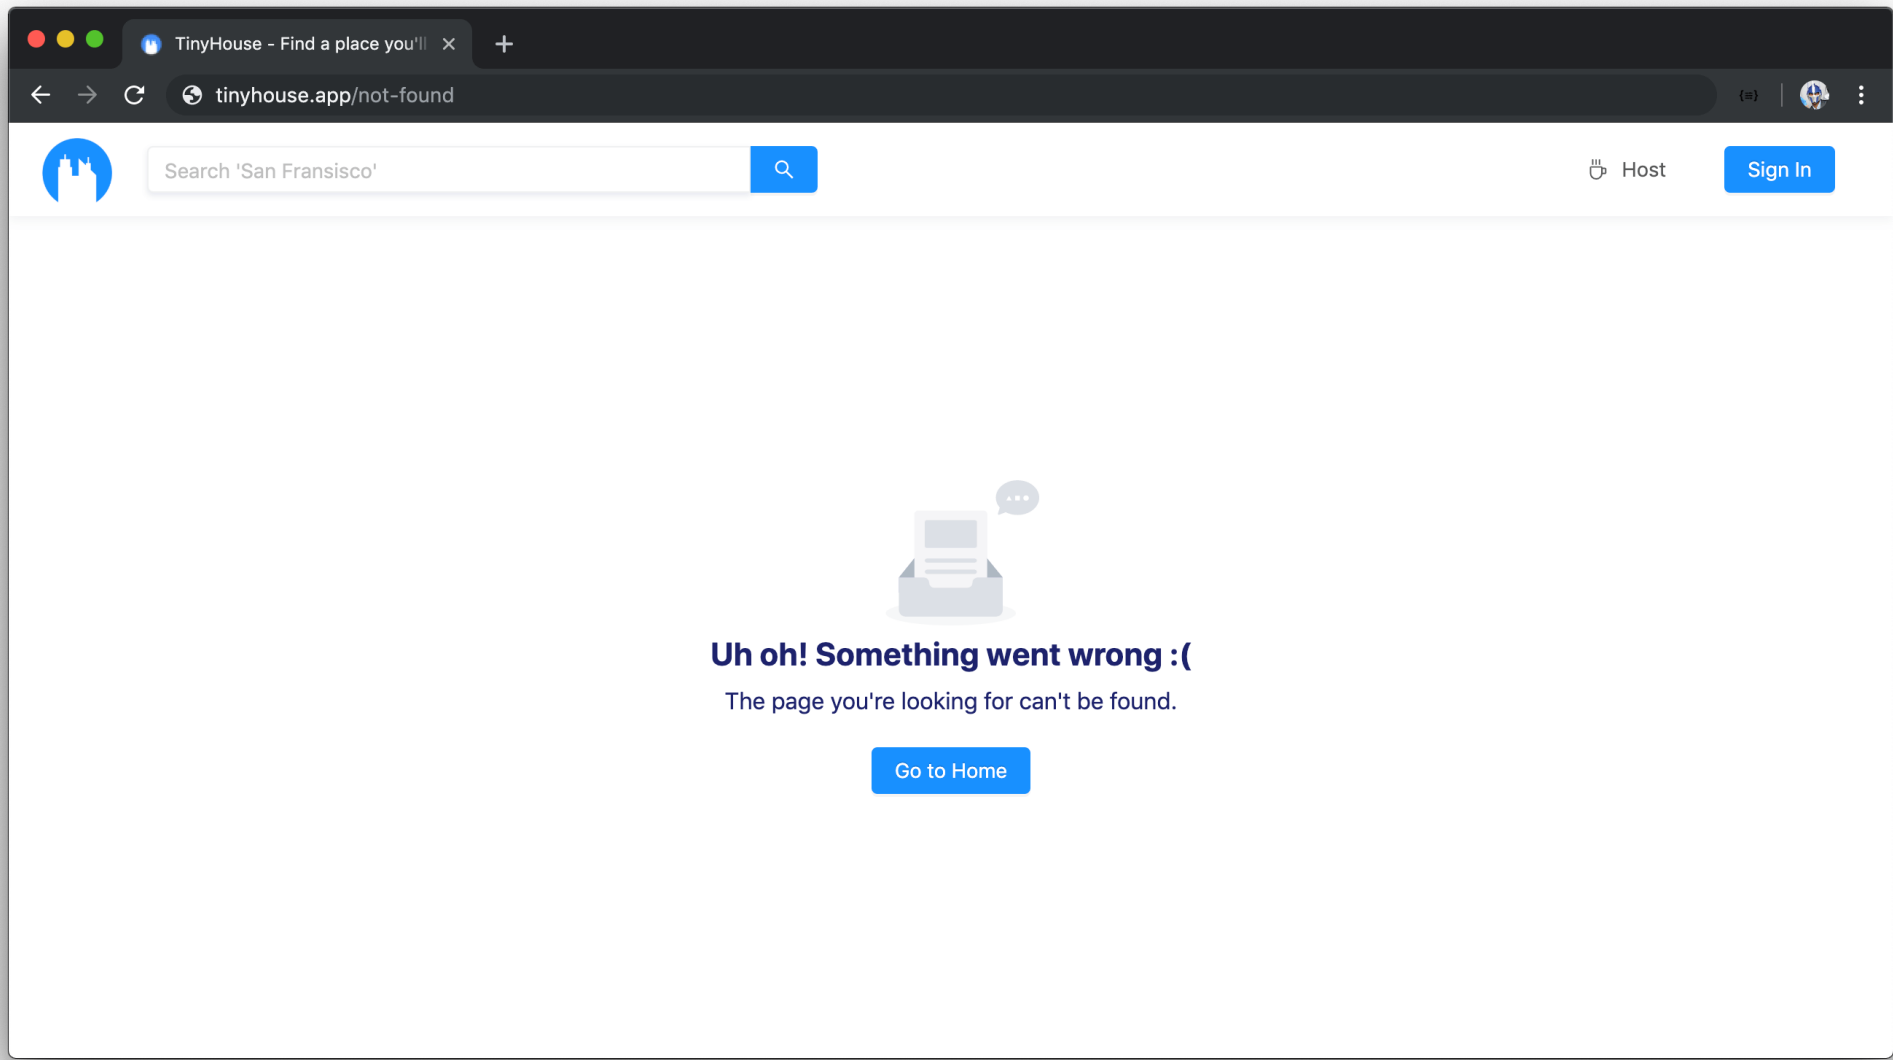 TinyHouse - Find a place you'll
tinyhouse.app/not-found
Search 'San Fransisco'
Host
Sign In
Uh oh! Something went wrong :(
The page you're looking for can't be found.
Go to Home